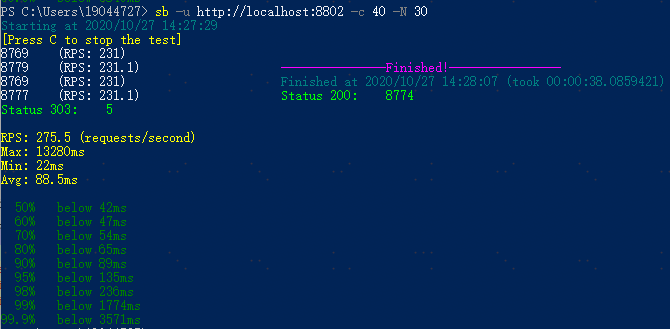 PS C:\Users\19044727> sb -u http://localhost:8802 -c 40 -N 30
Starting at 2020/10/27 14:27:29
[Press C to stop the test]
8769    (RPS: 231)
8779    (RPS: 231.1)    ---------------Finished!----------------
8769    (RPS: 231)    Finished at 2020/10/27 14:28:07 (took 00:00:38.0859421)
8777    (RPS: 231.1)    Status 200:    8774
Status 303:    5
RPS: 275.5 (requests/second)
Max: 13280ms
Min: 22ms
Avg: 88.5ms
50%   below 42ms
60%   below 47ms
70%   below 54ms
80%   below 65ms
90%   below 89ms
95%   below 135ms
98%   below 236ms
99%   below 1774ms
99.9%   below 3571ms